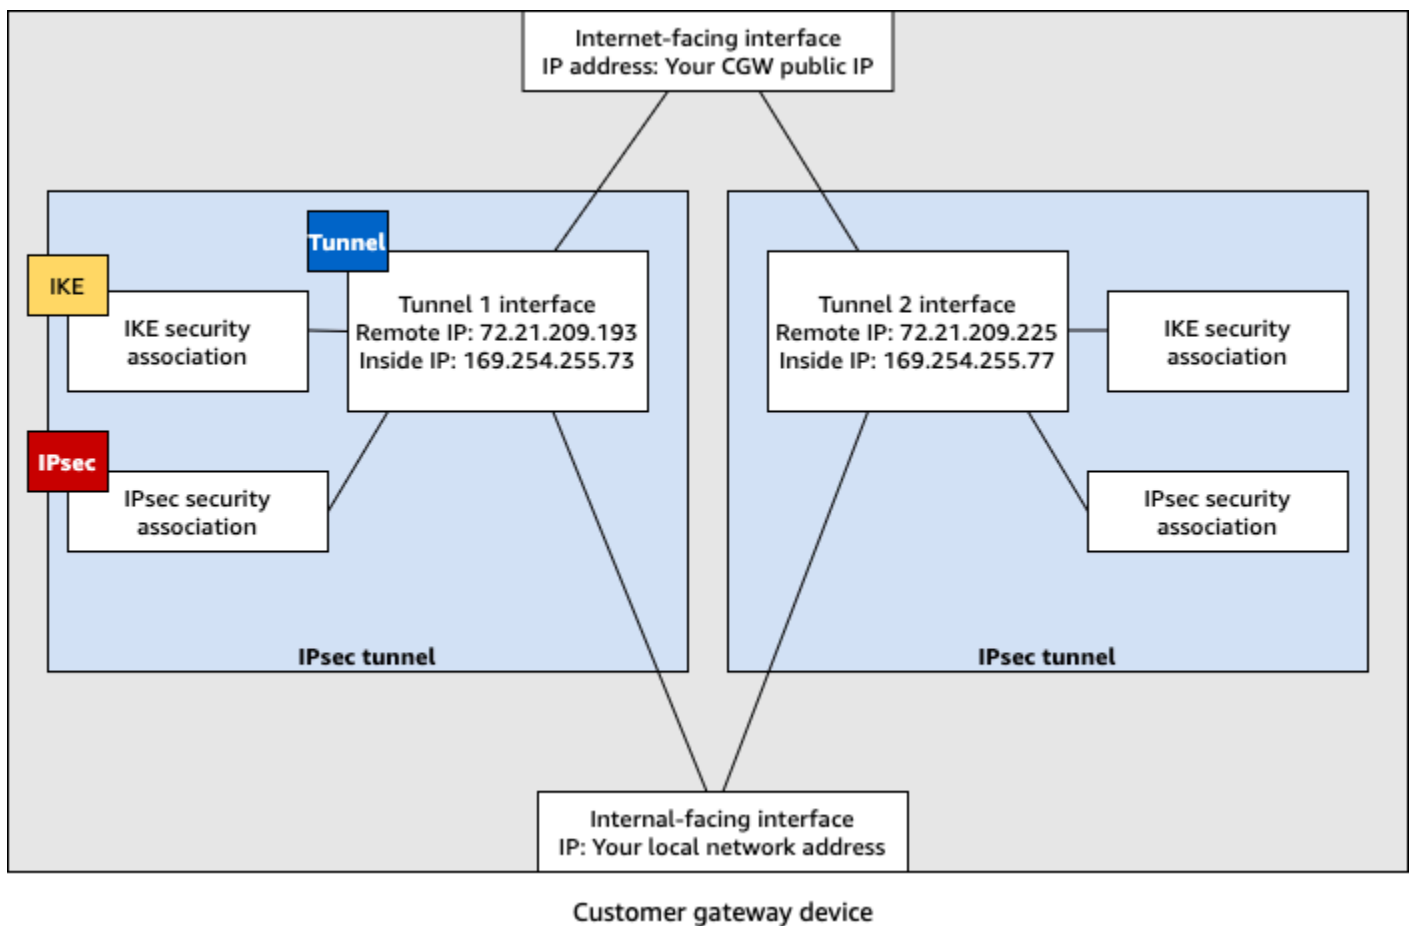 Internet-facing interface
IP address: Your CGW public IP
Tunnel
IKE
Tunnel 1 interface
Remote IP: 72.21.209.193
Inside IP: 169.254.255.73
IKE security
association
IPsec
IPsec security
association
IPsec tunnel
Tunnel 2 interface
Remote IP: 72.21.209.225
Inside IP: 169.254.255.77
IKE security
association
IPsec security
association
IPsec tunnel
Internal-facing interface
IP: Your local network address
Customer gateway device